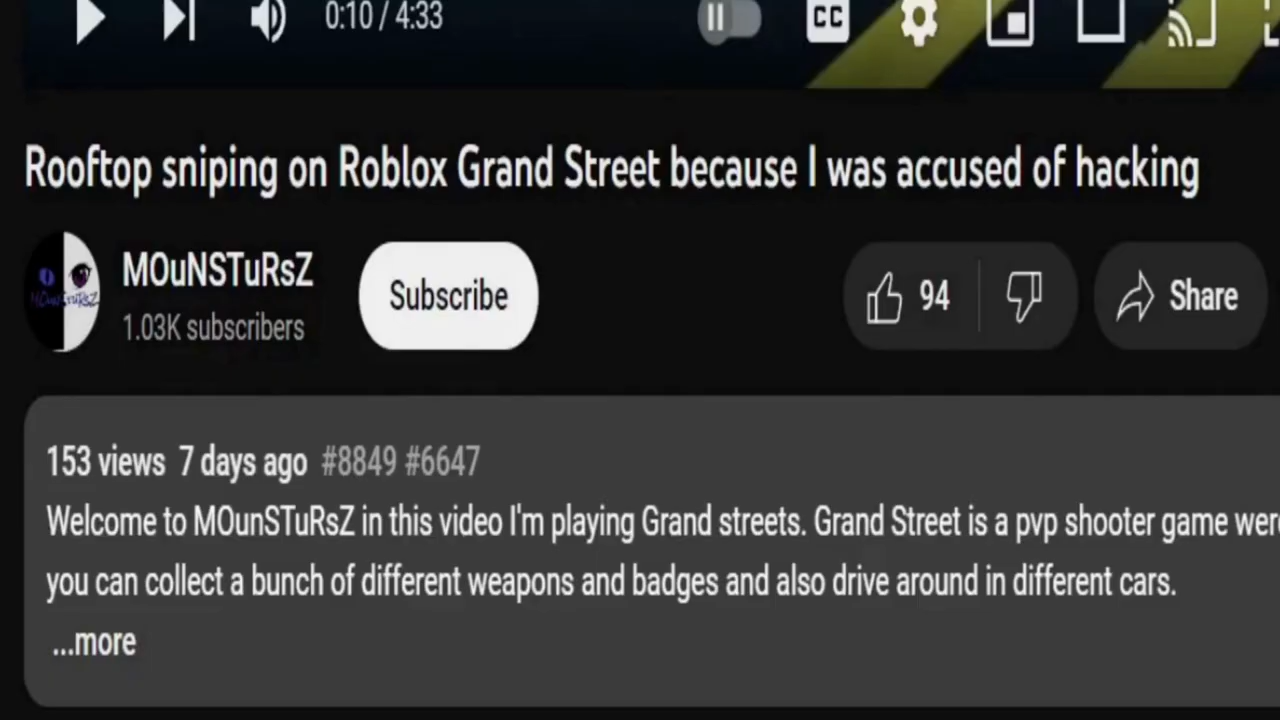 0:10 / 4:33
CC
Rooftop sniping on Roblox Grand Street because I was accused of hacking
MOuNSTuRsZ
1.03K subscribers
Subscribe
94
Share
153 views 7 days ago #8849 #6647
Welcome to MOunSTuRsZ in this video I'm playing Grand streets. Grand Street is a pvp shooter game were
you can collect a bunch of different weapons and badges and also drive around in different cars.
...more